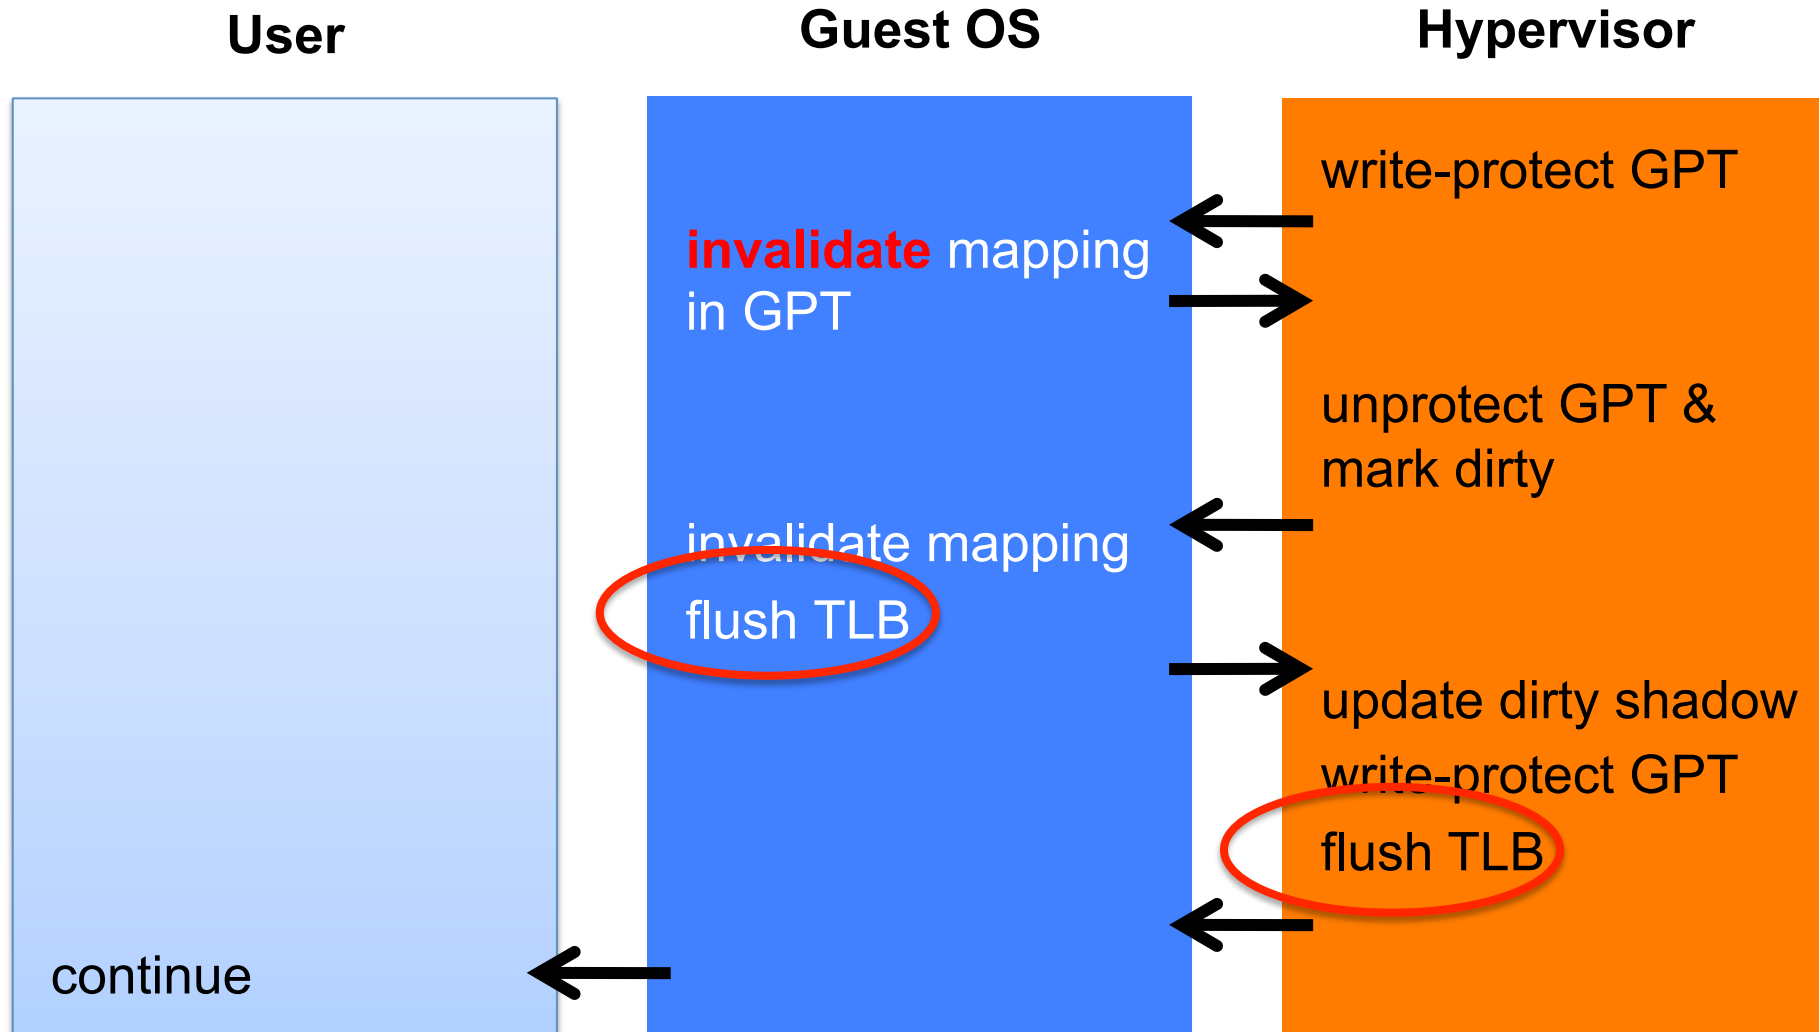 User
Guest OS
Hypervisor
write-protect GPT
invalidate mapping
in GPT
unprotect GPT &
mark dirty
invalidate mapping
flush TLB
update dirty shadow
write-protect GPT
flush TLB
continue